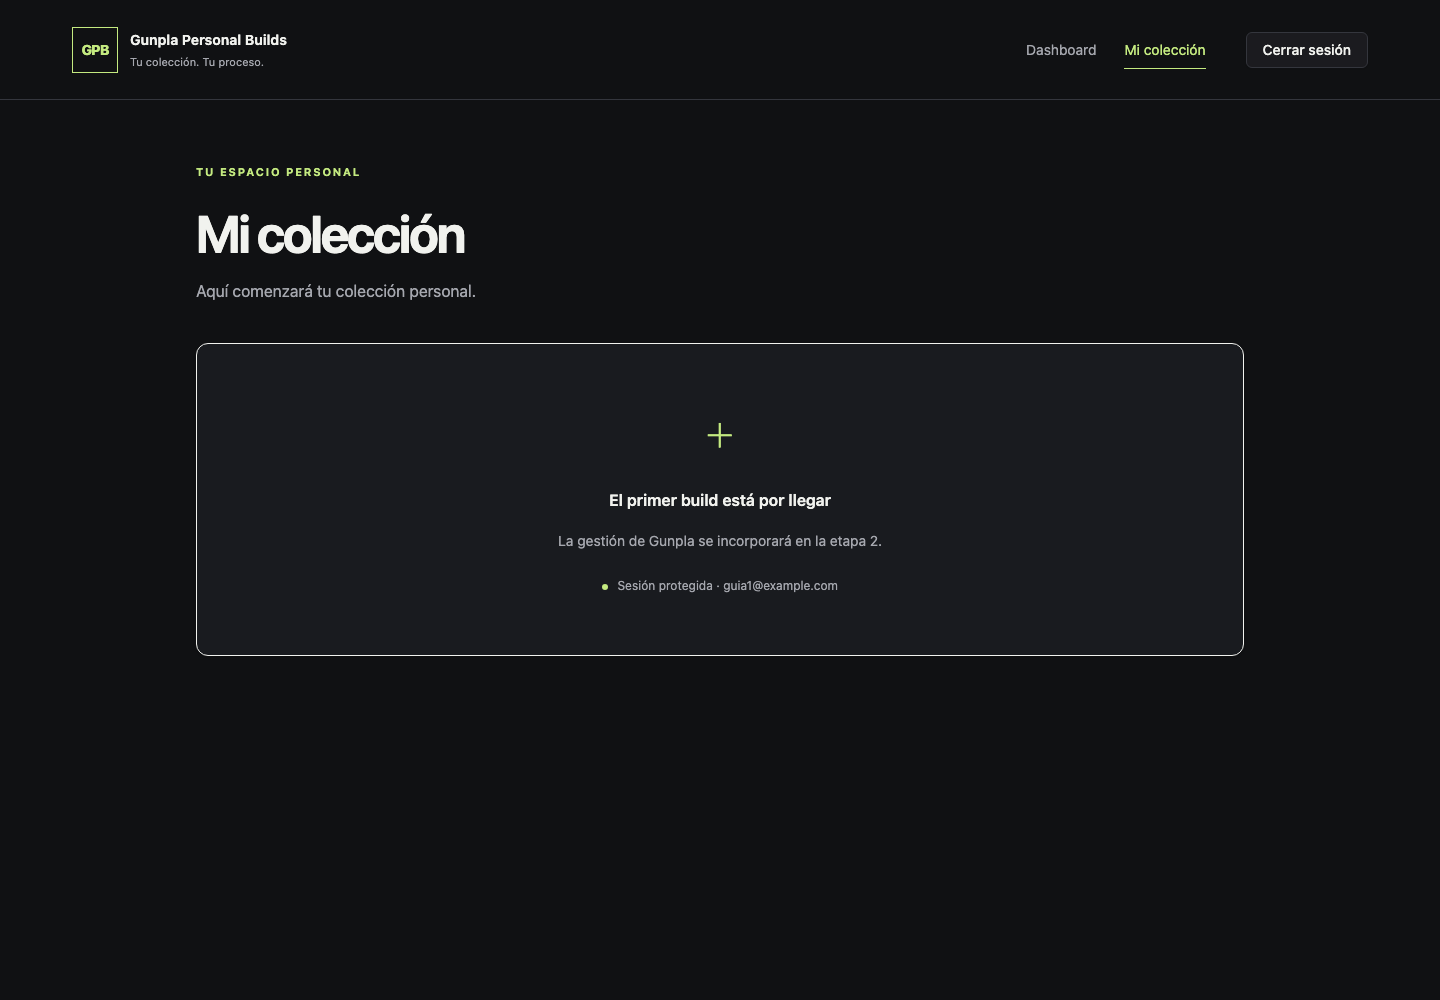 GPB
Gunpla Personal Builds
Tu colección. Tu proceso.
Dashboard
Mi colección
Cerrar sesión
TU ESPACIO PERSONAL
Mi colección
Aquí comenzará tu colección personal.
El primer build está por llegar
La gestión de Gunpla se incorporará en la etapa 2.
Sesión protegida · guia1@example.com